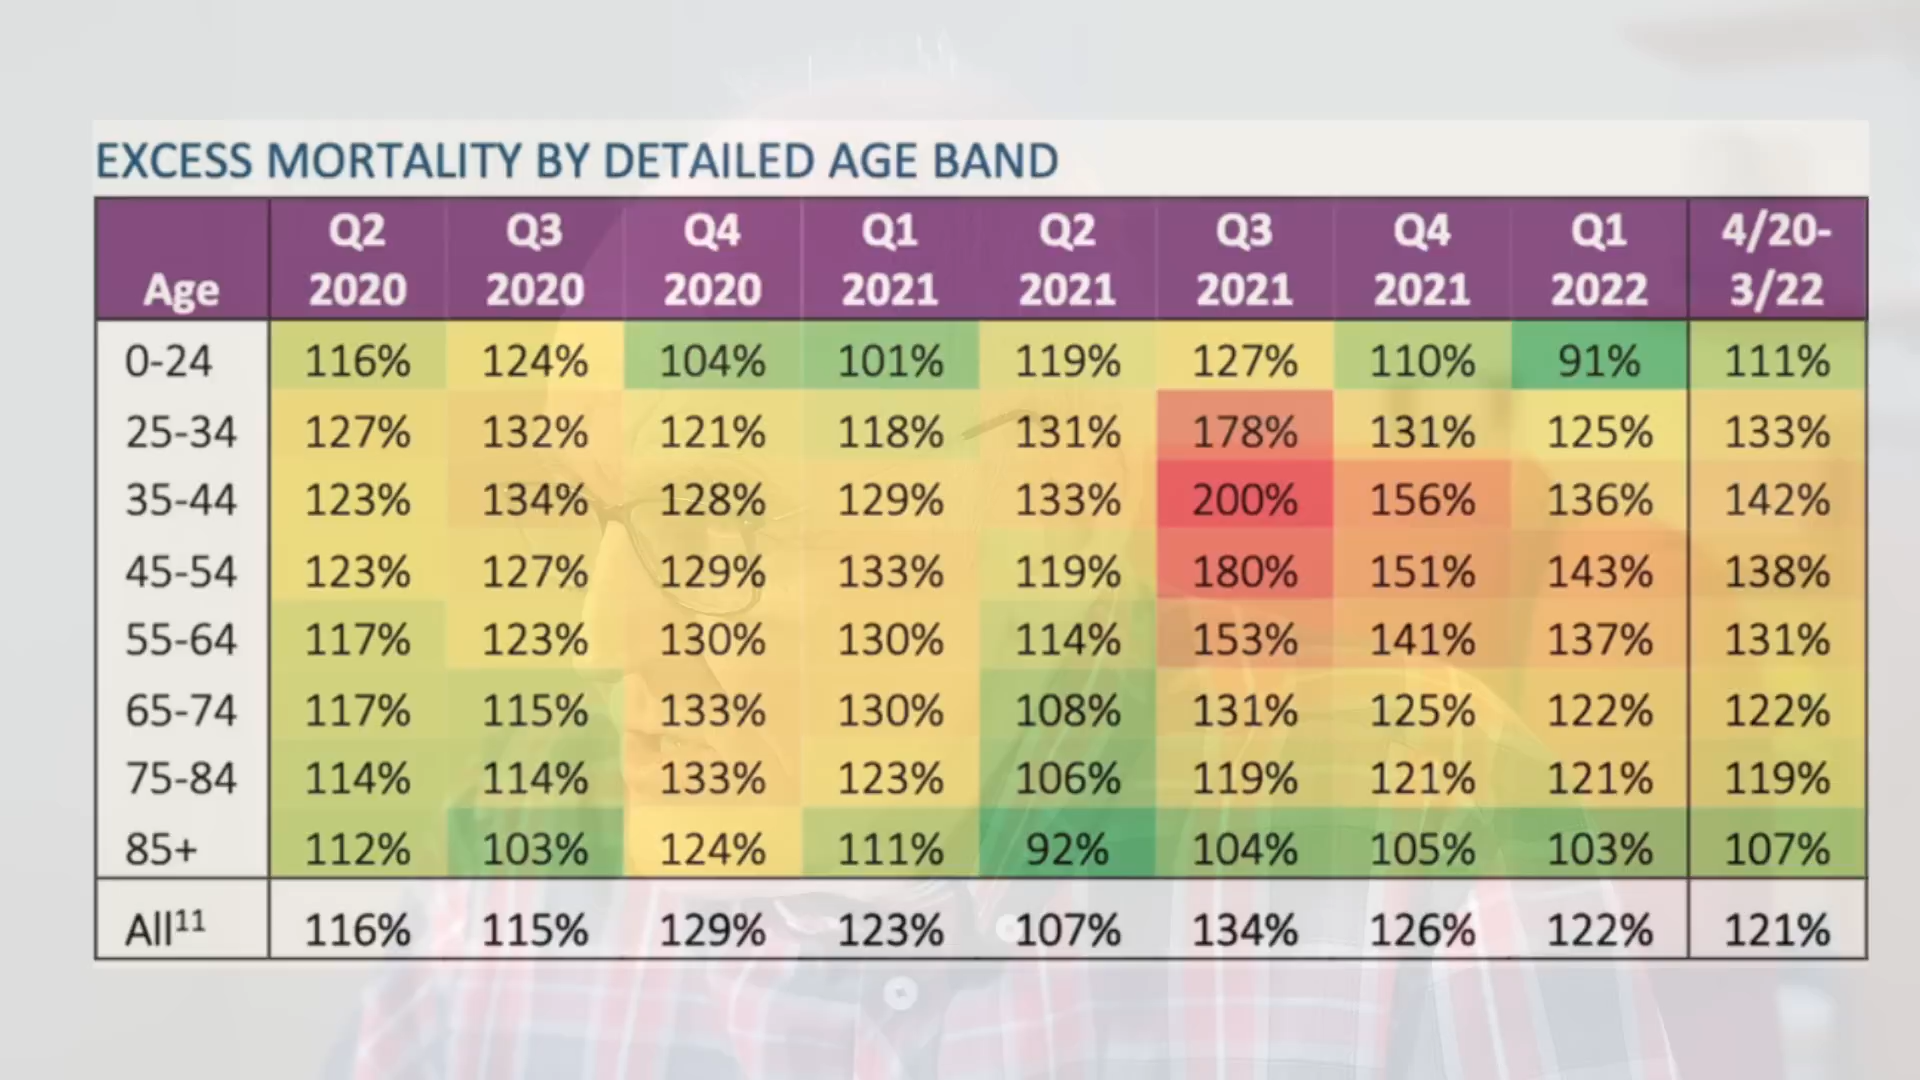 EXCESS MORTALITY BY DETAILED AGE BAND
Age Q2 2020 Q3 2020 Q4 2020 Q1 2021 Q2 2021 Q3 2021 Q4 2021 Q1 2022 4/20-3/22
0-24 116% 124% 104% 101% 119% 127% 110% 91% 111%
25-34 127% 132% 121% 118% 131% 178% 131% 125% 133%
35-44 123% 134% 128% 129% 133% 200% 156% 136% 142%
45-54 123% 127% 129% 133% 119% 180% 151% 143% 138%
55-64 117% 123% 130% 130% 114% 153% 141% 137% 131%
65-74 117% 115% 133% 130% 108% 131% 125% 122% 122%
75-84 114% 114% 133% 123% 106% 119% 121% 121% 119%
85+ 112% 103% 124% 111% 92% 104% 105% 103% 107%
All¹¹ 116% 115% 129% 123% 107% 134% 126% 122% 121%